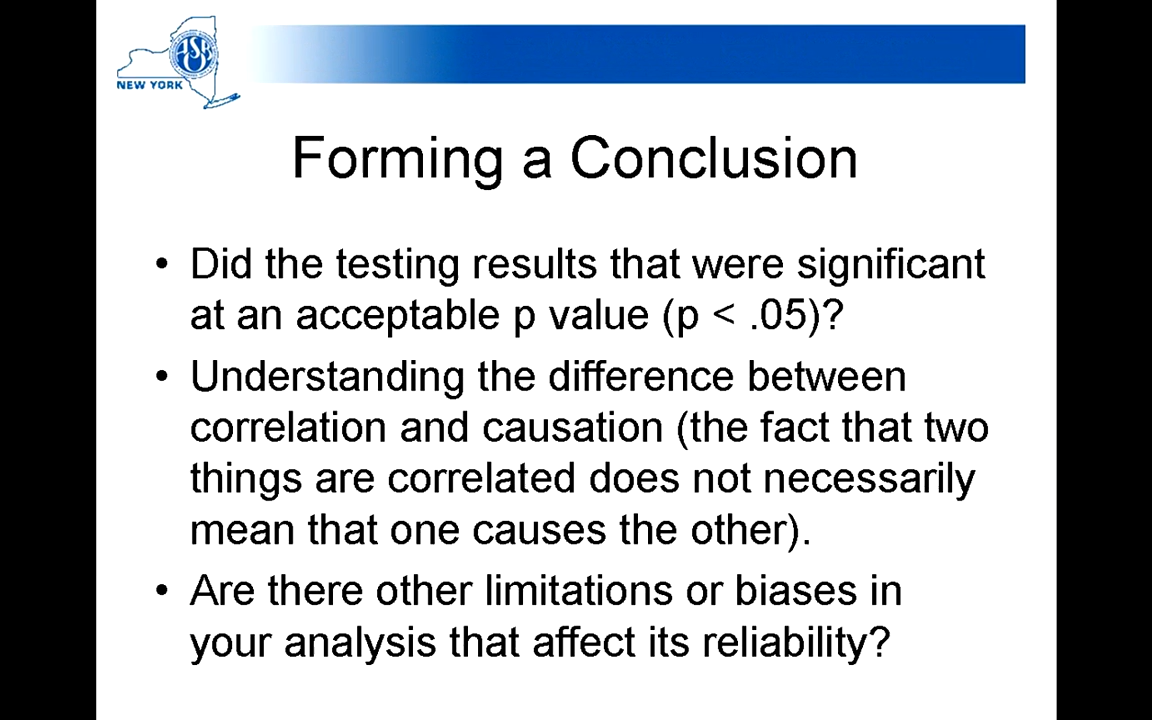 ASBO
NEW YORK
Forming a Conclusion
• Did the testing results that were significant
at an acceptable p value (p < .05)?
• Understanding the difference between
correlation and causation (the fact that two
things are correlated does not necessarily
mean that one causes the other).
• Are there other limitations or biases in
your analysis that affect its reliability?